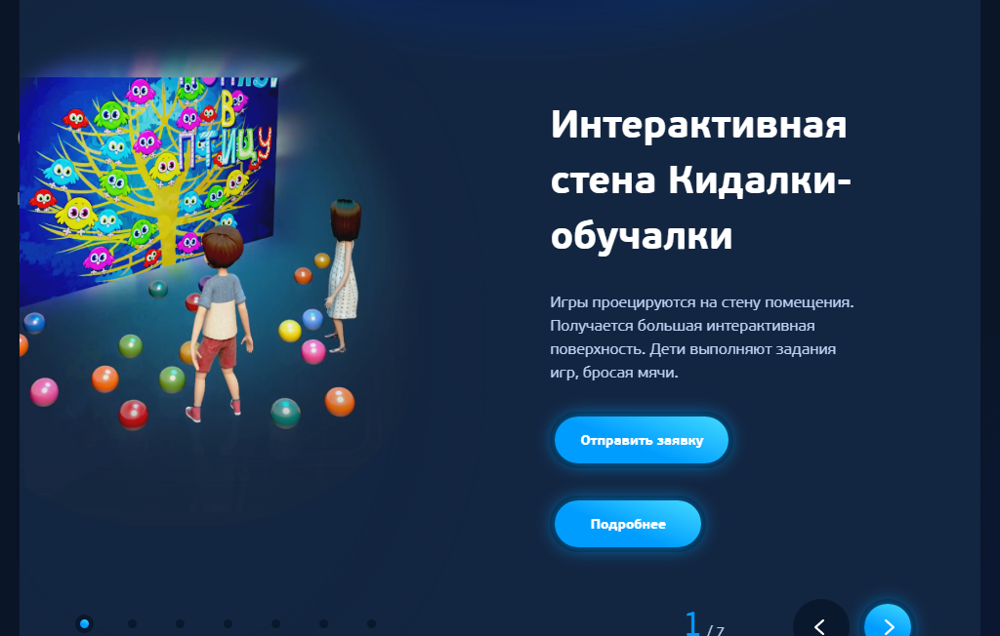 В
ПТИЦУ
Интерактивная
стена Кидалки-
обучалки
Игры проецируются на стену помещения.
Получается большая интерактивная
поверхность. Дети выполняют задания
игр, бросая мячи.
Отправить заявку
Подробнее
1 / 7